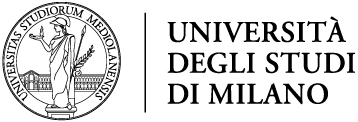 UNIVERSITAS STUDIORUM MEDIOLANENSIS
UNIVERSITÀ
DEGLI STUDI
DI MILANO